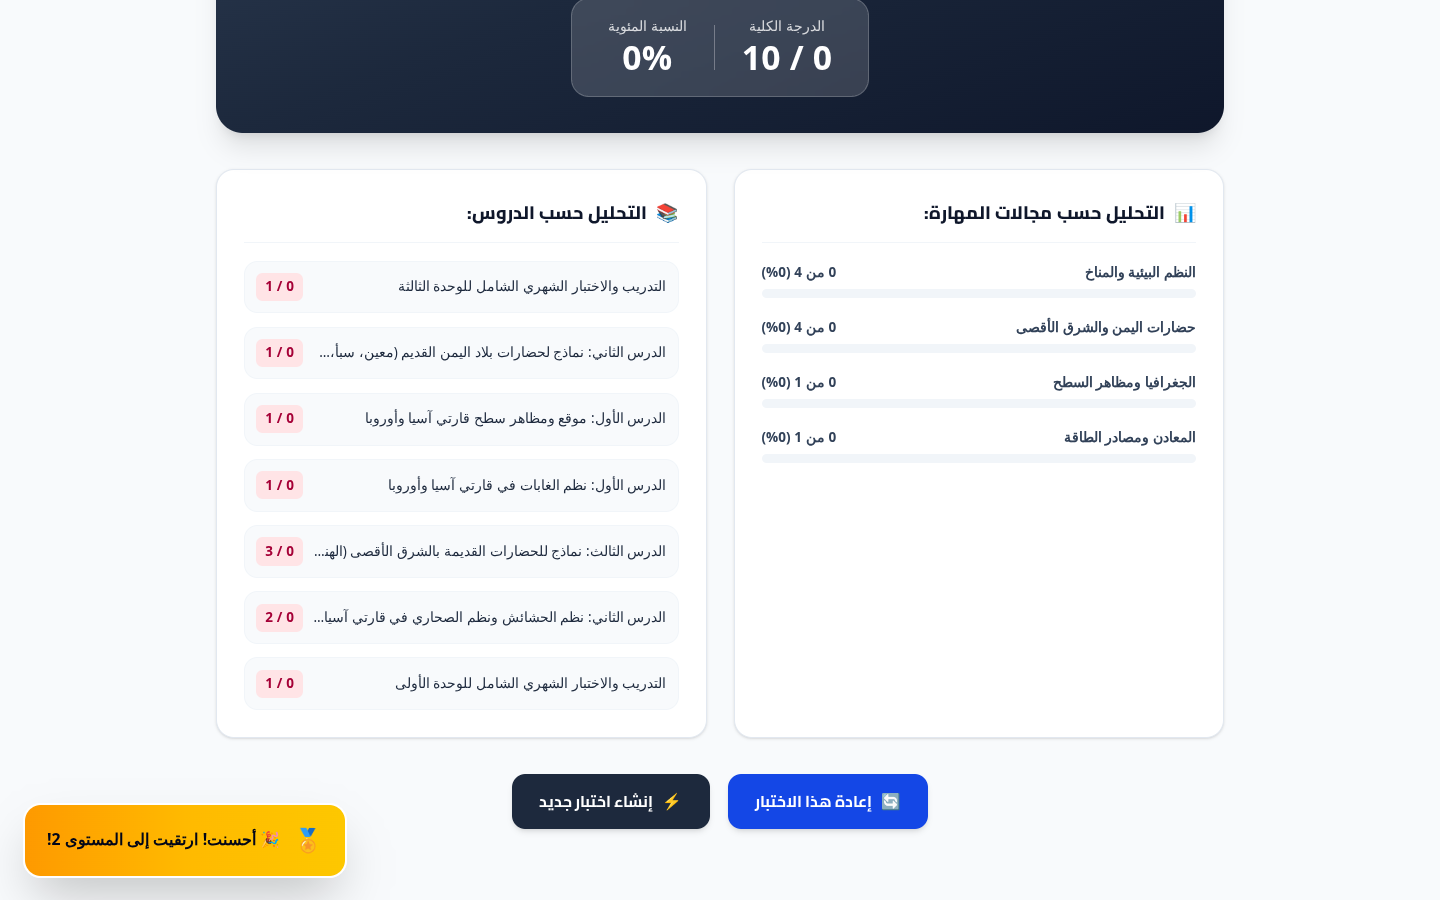 الدرجة الكلية
10 / 0
النسبة المئوية
0%
📊 التحليل حسب مجالات المهارة:
النظم البيئية والمناخ
0 من 4 (0%)
حضارات اليمن والشرق الأقصى
0 من 4 (0%)
الجغرافيا ومظاهر السطح
0 من 1 (0%)
المعادن ومصادر الطاقة
0 من 1 (0%)
📚 التحليل حسب الدروس:
التدريب والاختبار الشهري الشامل للوحدة الثالثة
1 / 0
الدرس الثاني: نماذج لحضارات بلاد اليمن القديم (معين، سبأ،...
1 / 0
الدرس الأول: موقع ومظاهر سطح قارتي آسيا وأوروبا
1 / 0
الدرس الأول: نظم الغابات في قارتي آسيا وأوروبا
1 / 0
الدرس الثالث: نماذج للحضارات القديمة بالشرق الأقصى (الهن...
3 / 0
الدرس الثاني: نظم الحشائش ونظم الصحاري في قارتي آسيا...
2 / 0
التدريب والاختبار الشهري الشامل للوحدة الأولى
1 / 0
🔄 إعادة هذا الاختبار
⚡ إنشاء اختبار جديد
🏅 🎉 أحسنت! ارتقيت إلى المستوى 2!